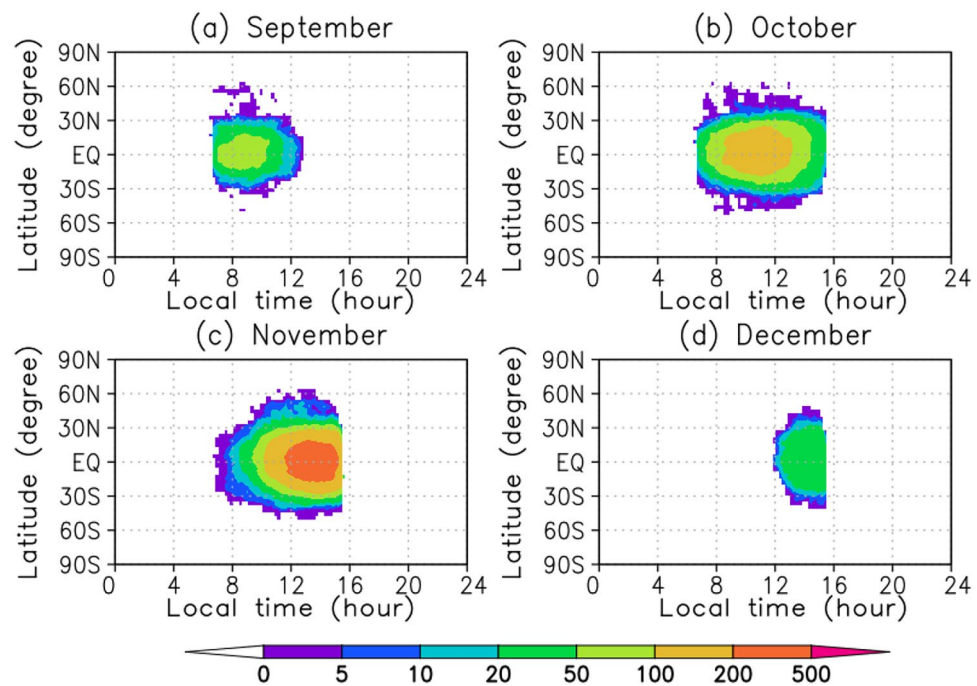 (a) September
(b) October
Latitude (degree)
90N
60N
30N
EQ
30S
60S
90S
0 4 8 12 16 20 24
Local time (hour)
Latitude (degree)
90N
60N
30N
EQ
30S
60S
90S
0 4 8 12 16 20 24
Local time (hour)
(c) November
(d) December
Latitude (degree)
90N
60N
30N
EQ
30S
60S
90S
0 4 8 12 16 20 24
Local time (hour)
Latitude (degree)
90N
60N
30N
EQ
30S
60S
90S
0 4 8 12 16 20 24
Local time (hour)
0 5 10 20 50 100 200 500